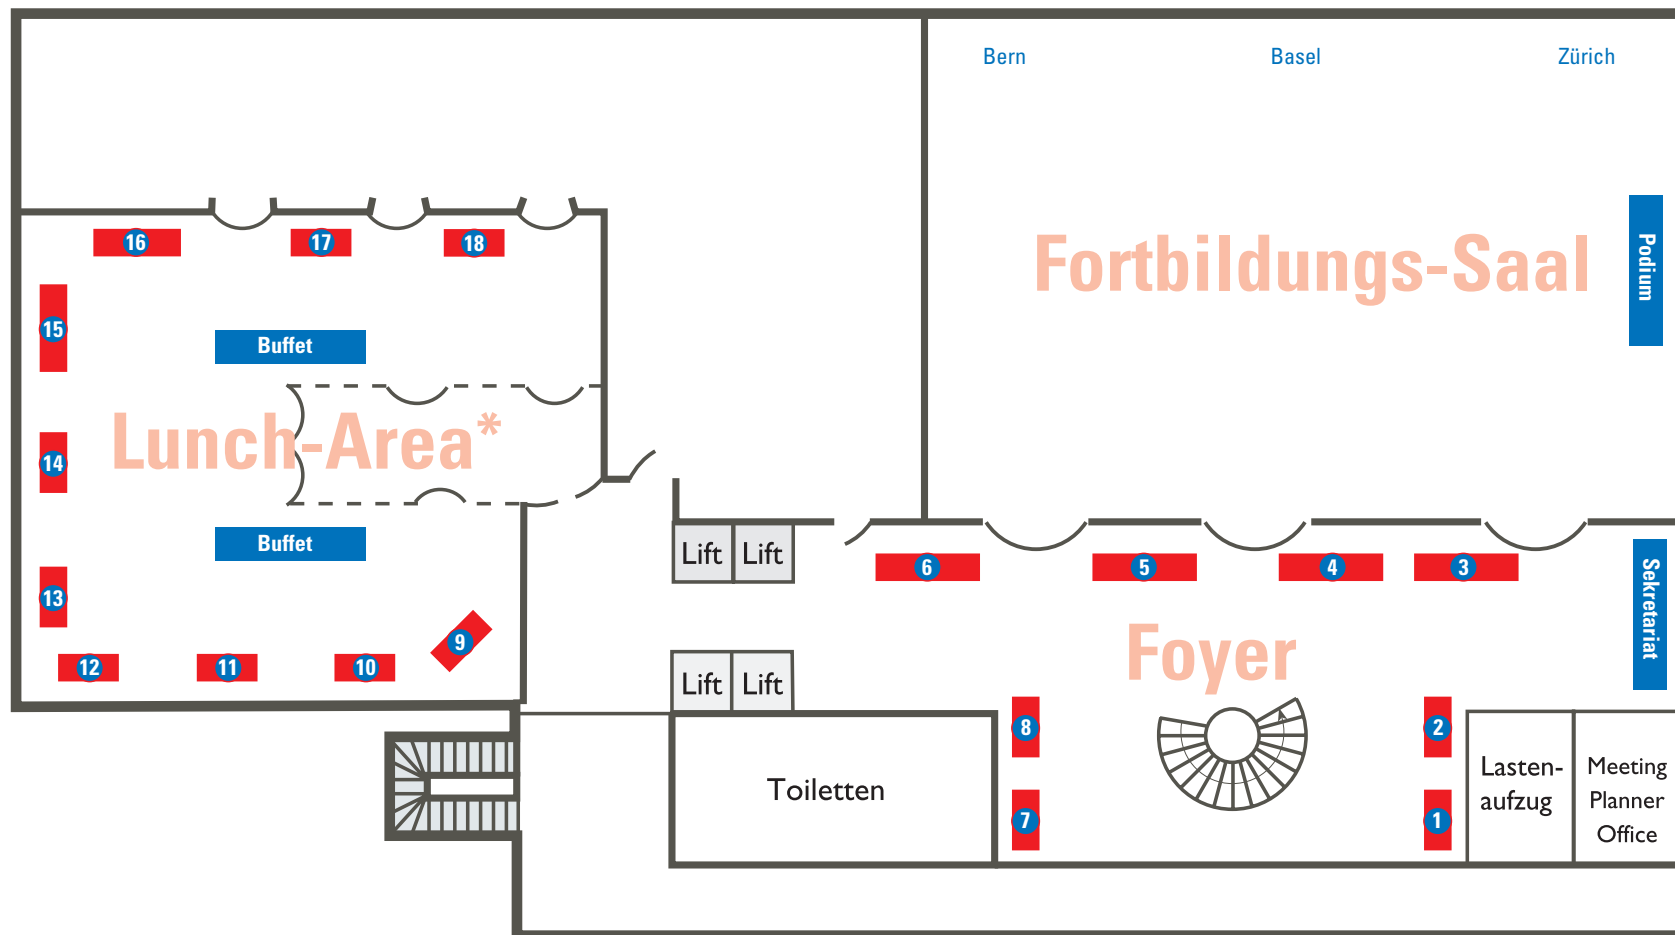 Bern
Basel
Zürich
16
17
18
Fortbildungs-Saal
Podium
15
Buffet
Lunch-Area*
14
Buffet
Lift
Lift
6
5
4
3
Sekretariat
13
9
Foyer
12
11
10
Lift
Lift
8
2
Toiletten
Lasten-
aufzug
Meeting
Planner
Office
7
1